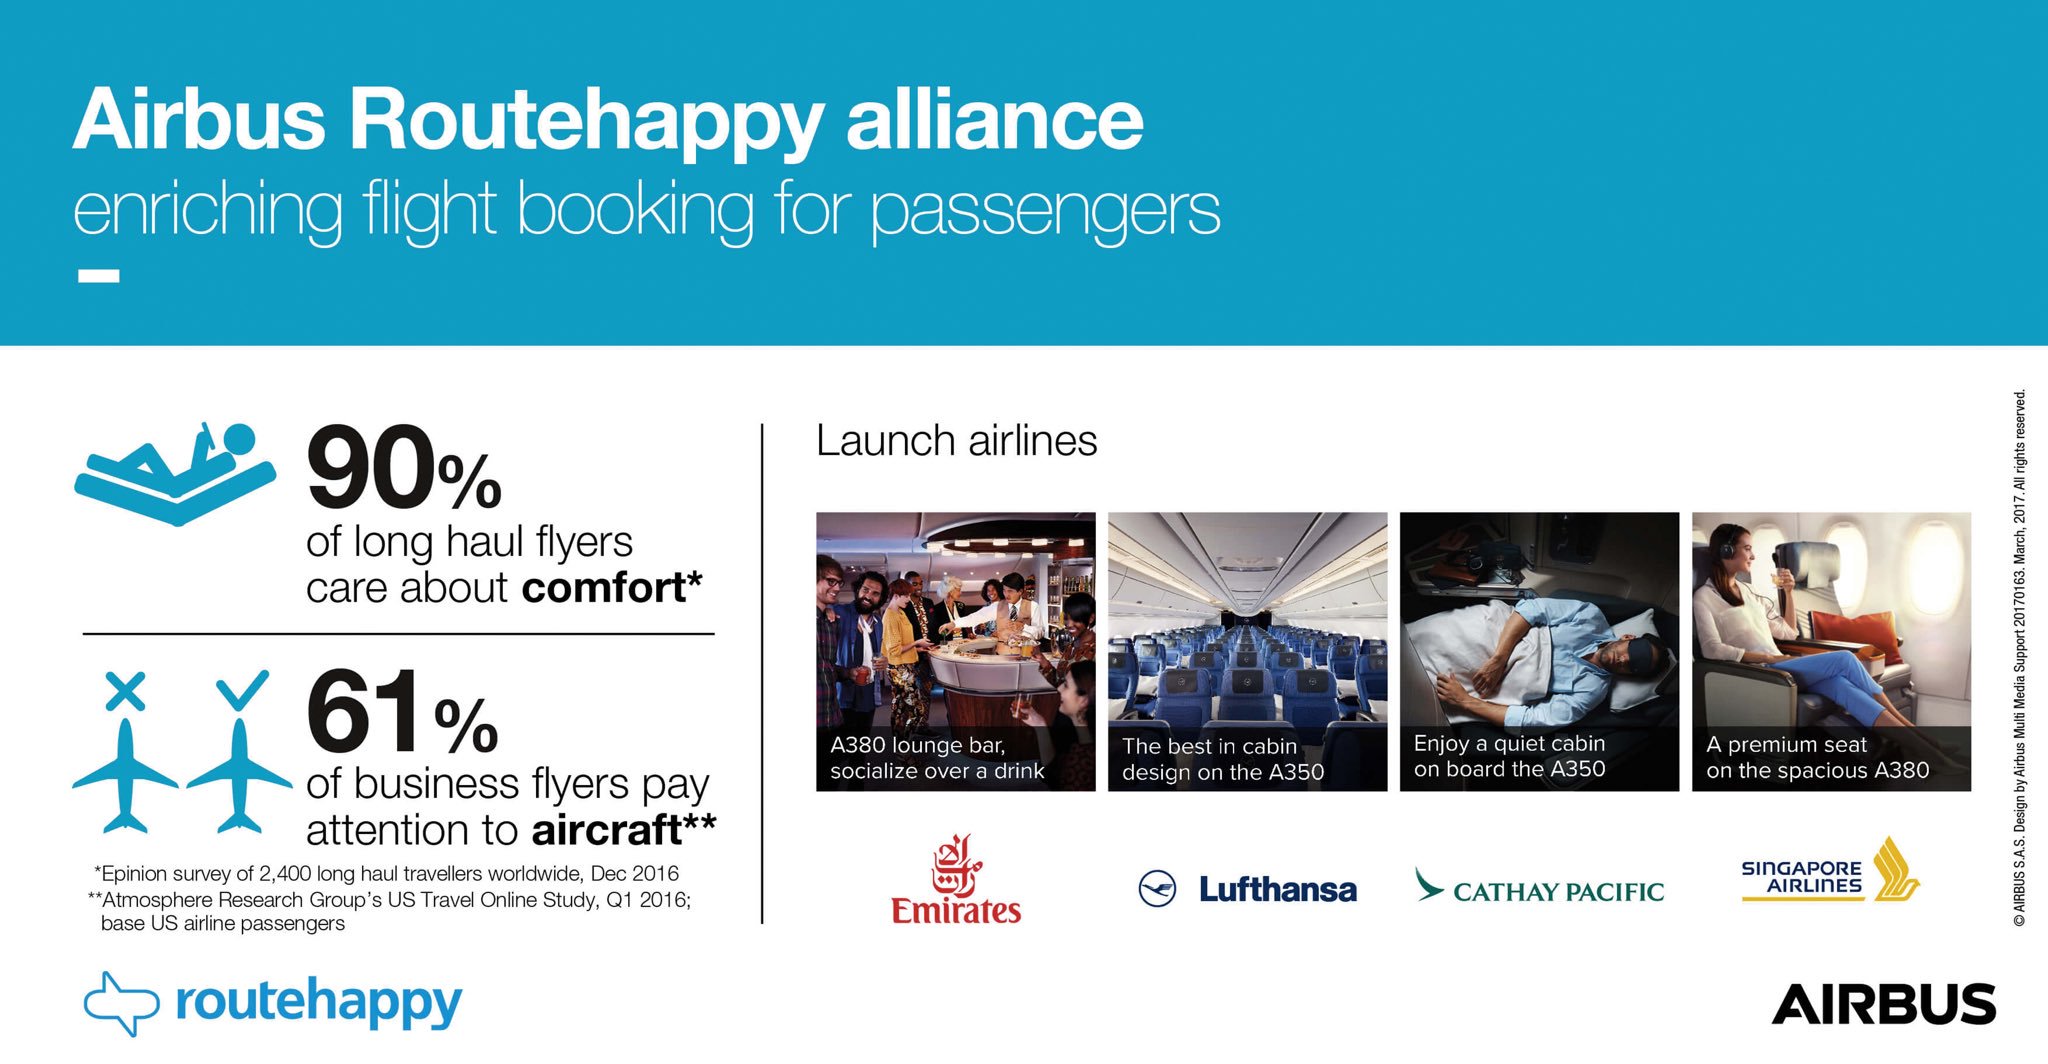 Airbus Routehappy alliance
enriching flight booking for passengers
90%
of long haul flyers
care about comfort*
61%
of business flyers pay
attention to aircraft**
*Epinion survey of 2,400 long haul travellers worldwide, Dec 2016
**Atmosphere Research Group's US Travel Online Study, Q1 2016;
base US airline passengers
routehappy
Launch airlines
A380 lounge bar,
socialize over a drink
The best in cabin
design on the A350
Enjoy a quiet cabin
on board the A350
A premium seat
on the spacious A380
Emirates
Lufthansa
CATHAY PACIFIC
SINGAPORE
AIRLINES
AIRBUS
© AIRBUS S.A.S. Design by Airbus Multi Media Support 20170163. March, 2017. All rights reserved.